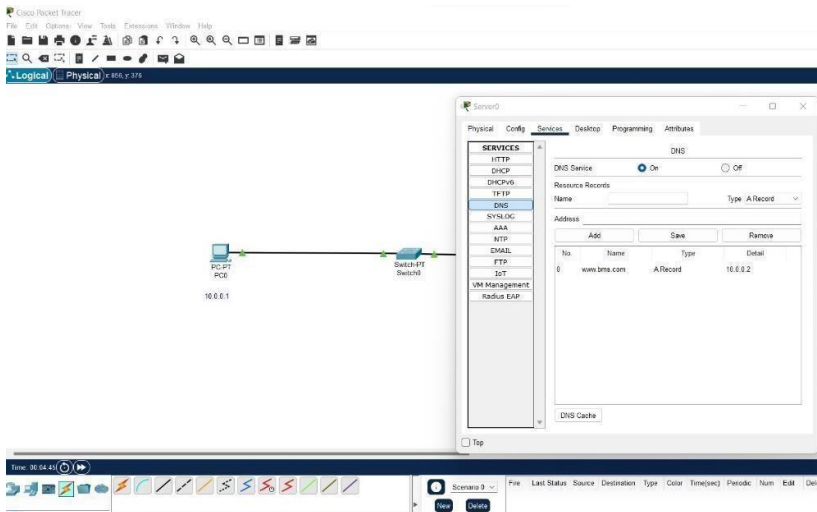 Cisco Packet Tracer
File Edit Options View Tools Extensions Window Help
Logical Physical x: 856, y: 376
Server0
Physical Config Services Desktop Programming Attributes
SERVICES
HTTP
DHCP
DHCPv6
TFTP
DNS
SYSLOG
AAA
NTP
EMAIL
FTP
IoT
VM Management
Radius EAP
DNS
DNS Service On Off
Resource Records
Name Type A Record
Address
Add Save Remove
No. Name Type Detail
0 www.bms.com A Record 10.0.0.2
DNS Cache
Top
PC-PT
PC0
10.0.0.1
Switch-PT
Switch0
Time: 00:04:45
Scenario 0
New Delete
Fire Last Status Source Destination Type Color Time(sec) Periodic Num Edit Del